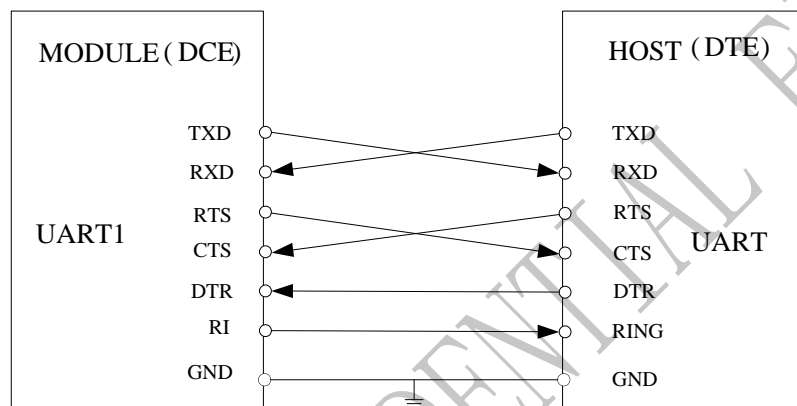 MODULE(DCE)
HOST (DTE)
TXD
TXD
RXD
RXD
RTS
RTS
UART1
UART
CTS
CTS
DTR
DTR
RI
RING
GND
GND